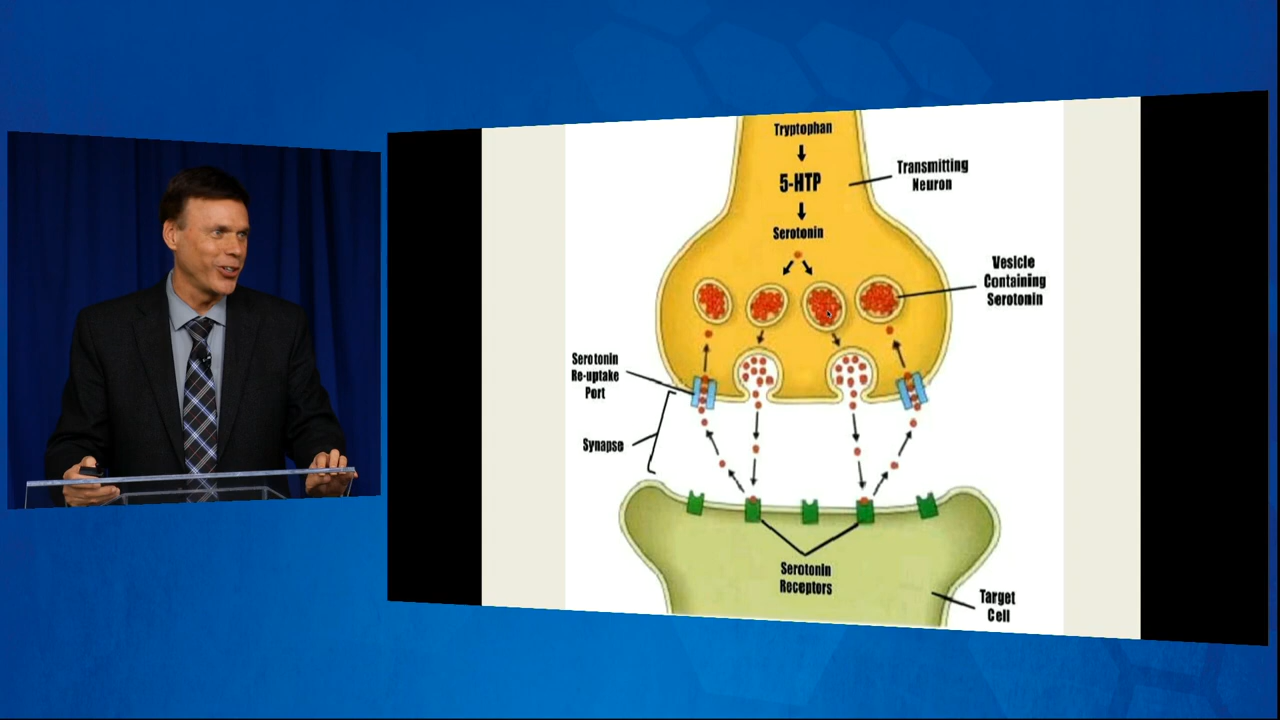 Tryptophan
5-HTP
Serotonin
Transmitting
Neuron
Vesicle
Containing
Serotonin
Serotonin
Re-uptake
Port
Synapse
Serotonin
Receptors
Target
Cell